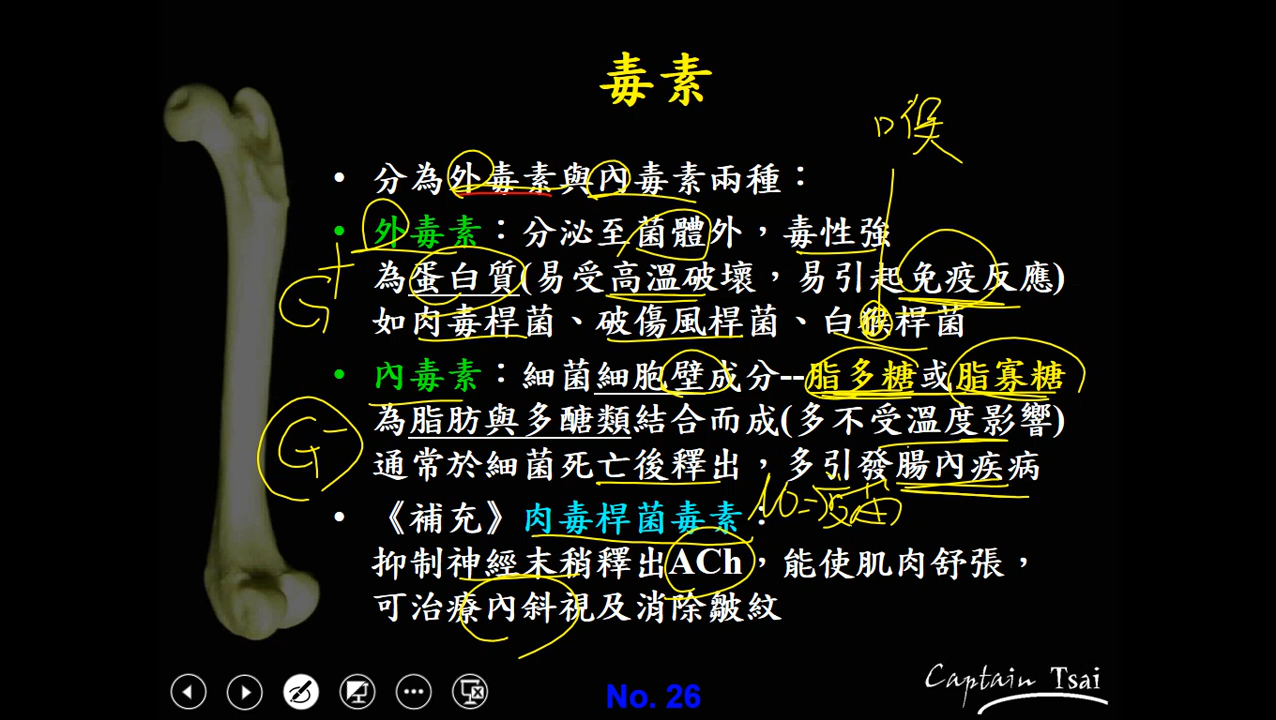 毒素
口喉
• 分為外毒素與內毒素兩種：
• 外毒素：分泌至菌體外，毒性強
為蛋白質(易受高溫破壞，易引起免疫反應)
如肉毒桿菌、破傷風桿菌、白猴桿菌
G+
• 內毒素：細菌細胞壁成分--脂多糖或脂寡糖
為脂肪與多醣類結合而成(多不受溫度影響)
通常於細菌死亡後釋出，多引發腸內疾病
G-
• 《補充》肉毒桿菌毒素：
抑制神經末稍釋出ACh，能使肌肉舒張，
可治療內斜視及消除皺紋
No. 26
Captain Tsai